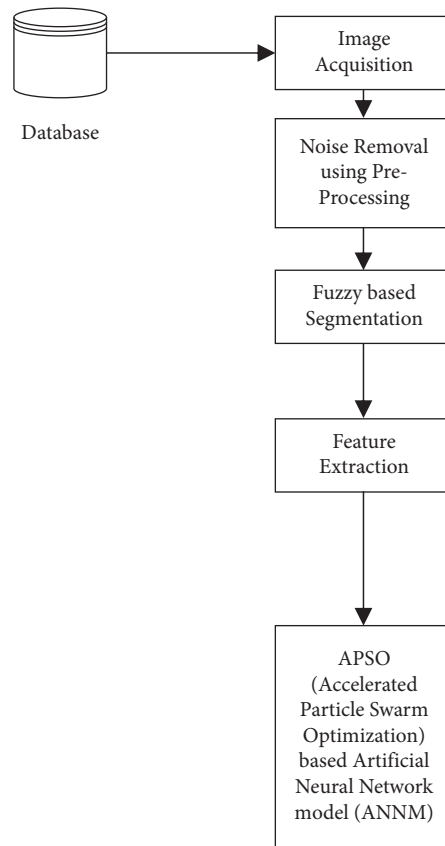 Database
Image
Acquisition
Noise Removal
using Pre-
Processing
Fuzzy based
Segmentation
Feature
Extraction
APSO
(Accelerated
Particle Swarm
Optimization)
based Artificial
Neural Network
model (ANNM)